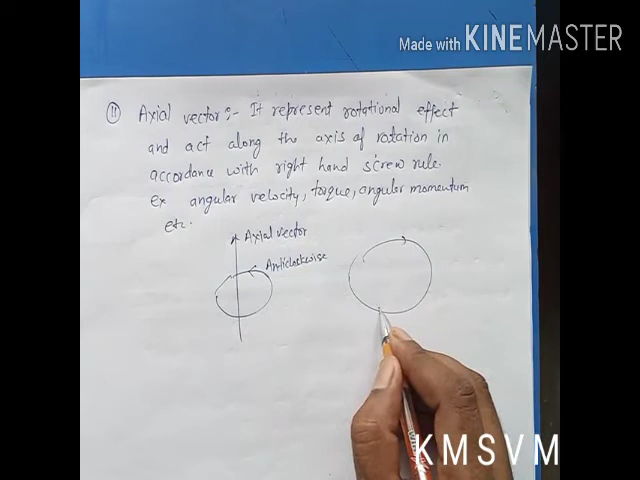 Made with KINEMASTER
(11) Axial vector :- It represent rotational effect
and act along the axis of rotation in
accordance with right hand screw rule.
ex angular velocity, torque, angular momentum
etc.
Axial vector
Anticlockwise
KMSVM